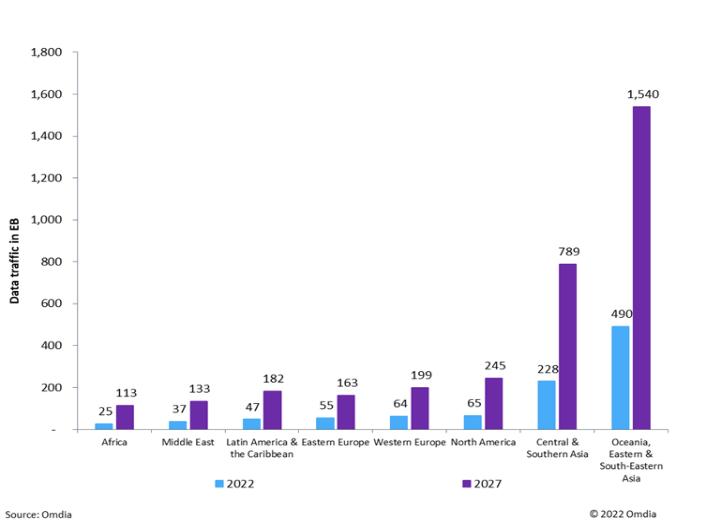 1,800
1,600
1,400
1,200
1,000
800
600
400
200
-
Data traffic in EB
25 113
37 133
47 182
55 163
64 199
65 245
228 789
490 1,540
Africa
Middle East
Latin America &
the Caribbean
Eastern Europe
Western Europe
North America
Central &
Southern Asia
Oceania,
Eastern &
South-Eastern
Asia
2022 2027
Source: Omdia
© 2022 Omdia